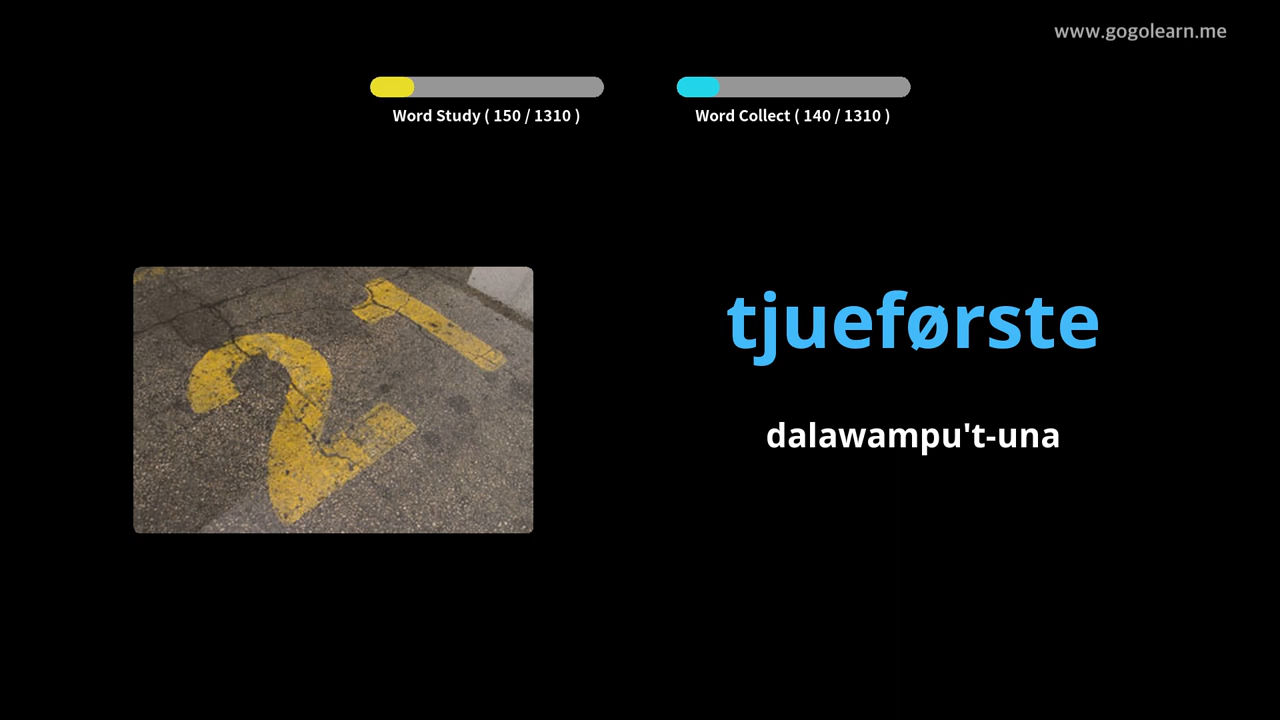 www.gogolearn.me
Word Study ( 150 / 1310 )
Word Collect ( 140 / 1310 )
21
tjueførste
dalawampu't-una